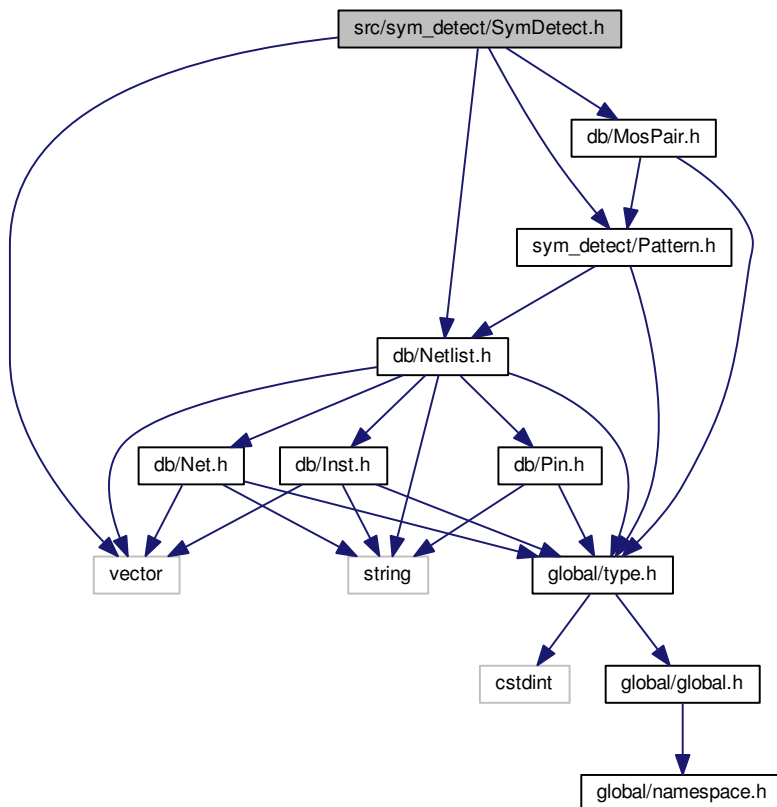 src/sym_detect/SymDetect.h
db/MosPair.h
sym_detect/Pattern.h
db/Netlist.h
db/Net.h
db/Inst.h
db/Pin.h
vector
string
global/type.h
cstdint
global/global.h
global/namespace.h